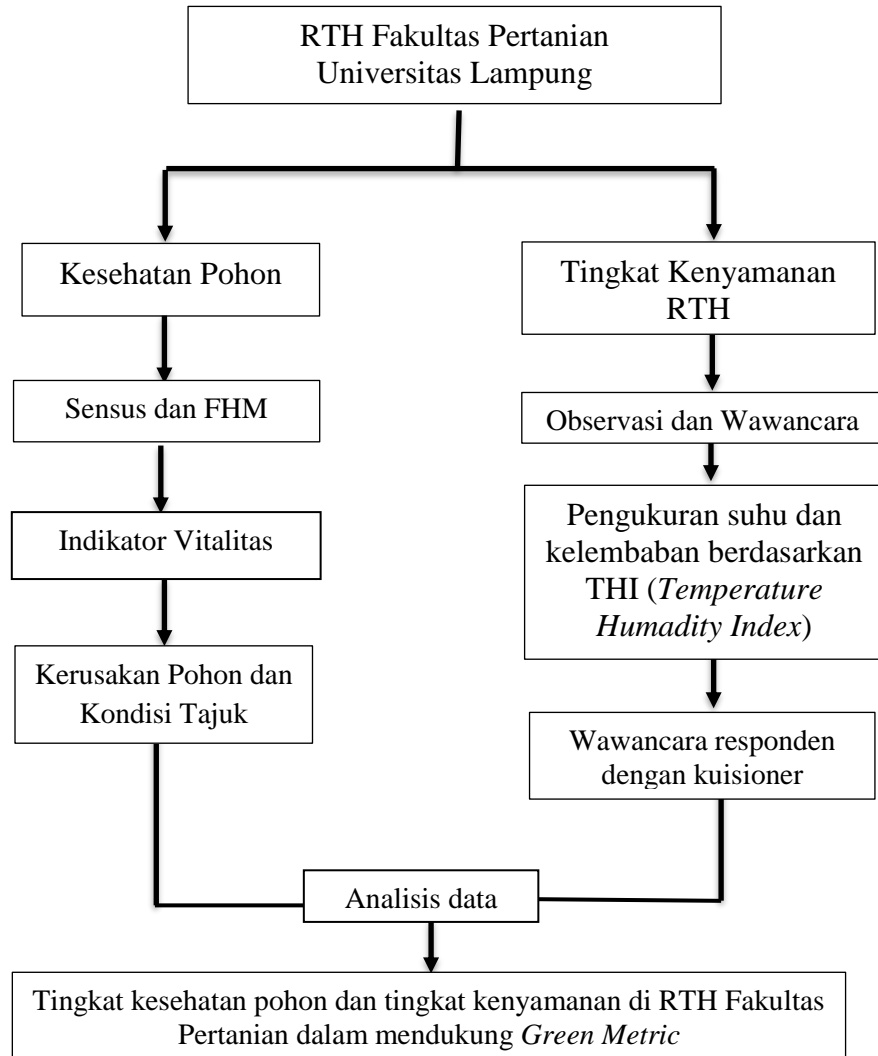 RTH Fakultas Pertanian
Universitas Lampung
Kesehatan Pohon
Tingkat Kenyamanan
RTH
Sensus dan FHM
Observasi dan Wawancara
Indikator Vitalitas
Pengukuran suhu dan
kelembaban berdasarkan
THI (Temperature
Humadity Index)
Kerusakan Pohon dan
Kondisi Tajuk
Wawancara responden
dengan kuisioner
Analisis data
Tingkat kesehatan pohon dan tingkat kenyamanan di RTH Fakultas
Pertanian dalam mendukung Green Metric